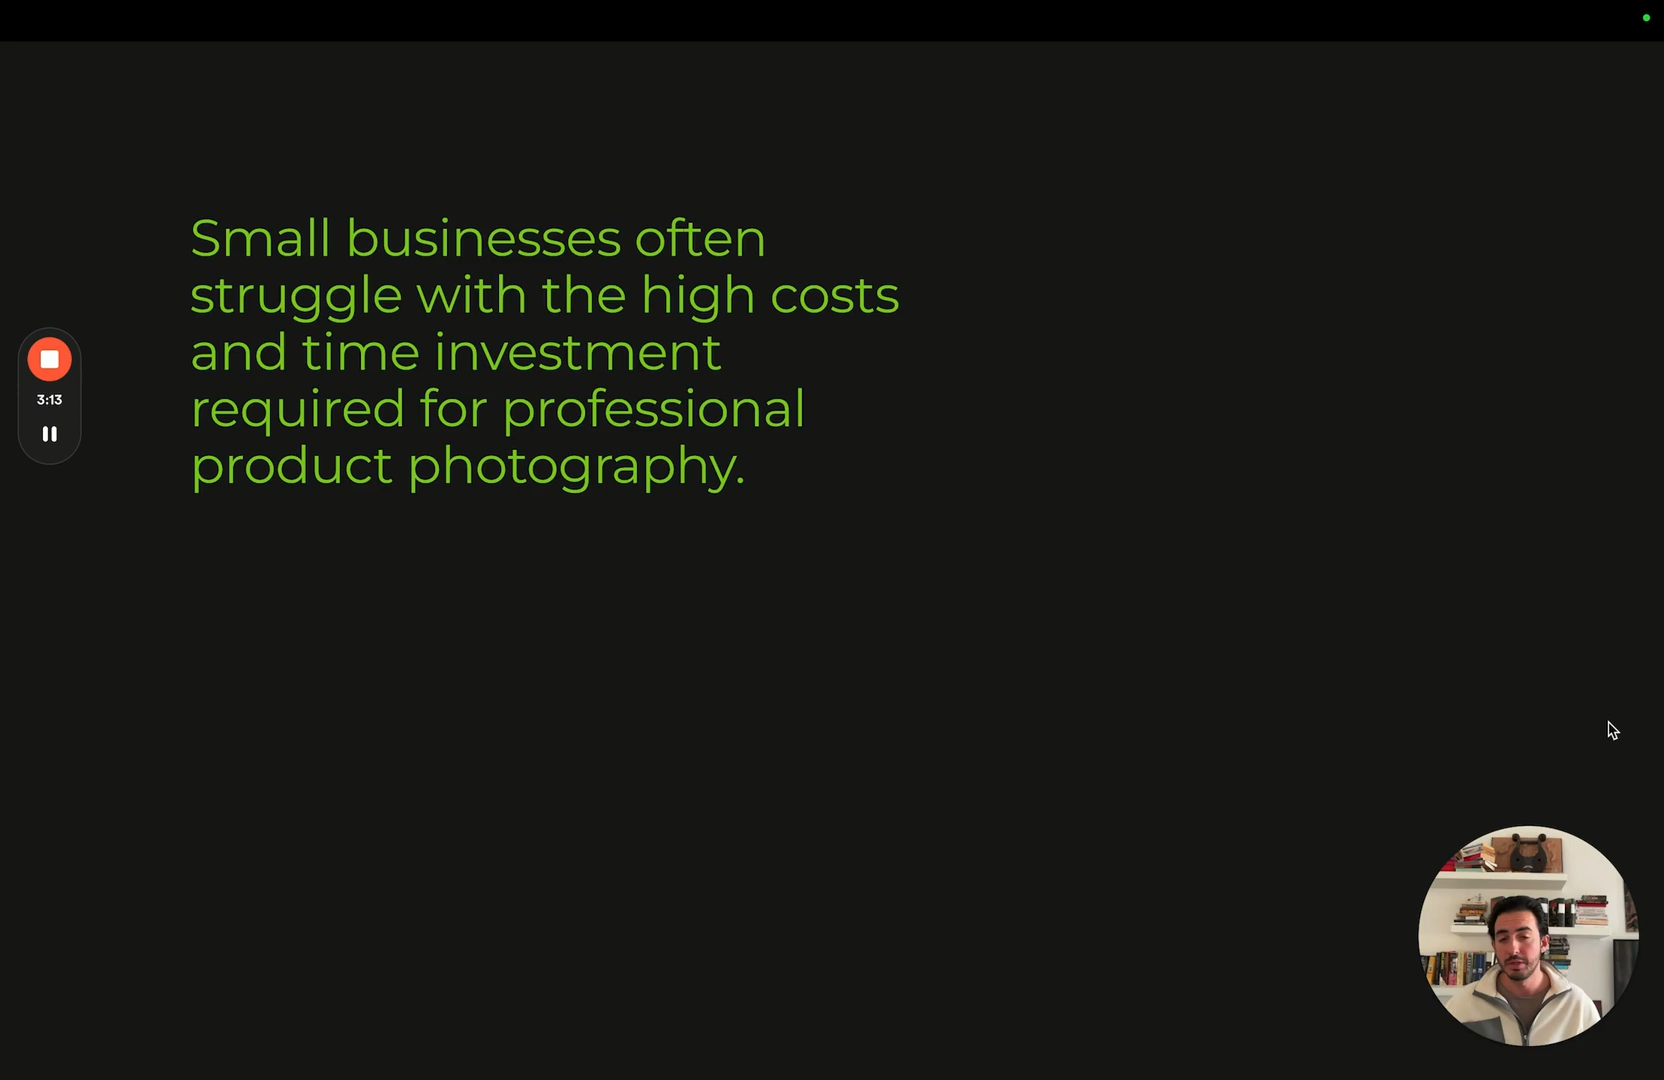 Small businesses often
struggle with the high costs
and time investment
required for professional
product photography.
3:13